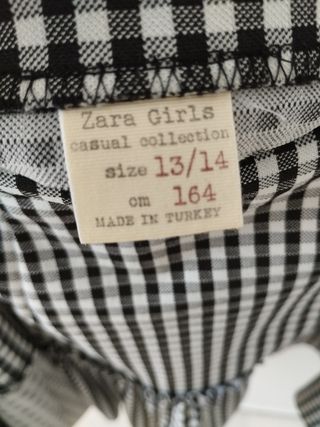 Zara Girls
casual collection
size 13/14
cm 164
MADE IN TURKEY